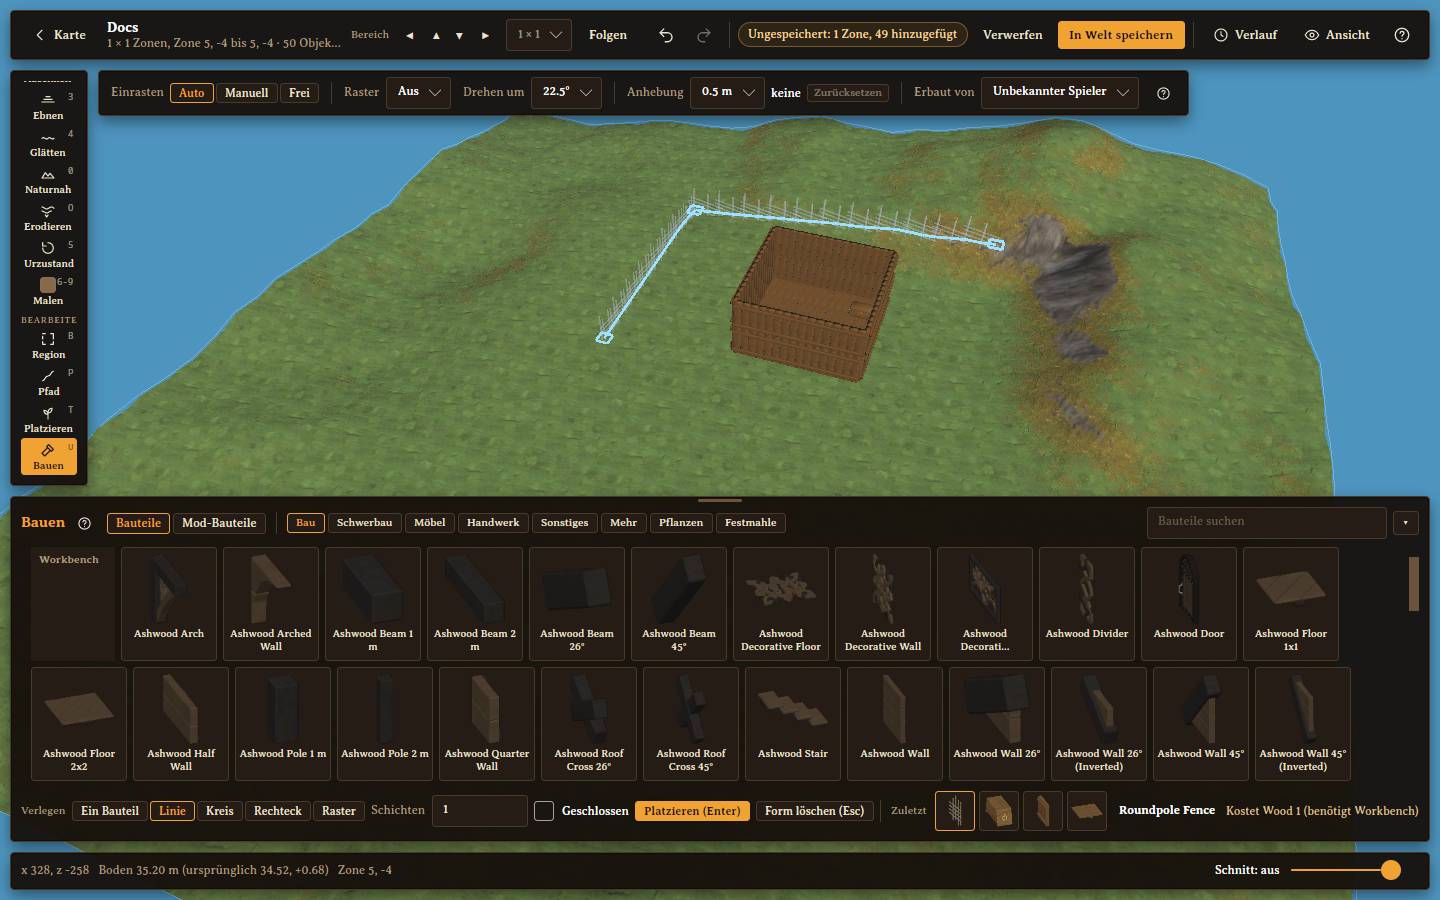 Karte
Docs
1 × 1 Zonen, Zone 5, -4 bis 5, -4 · 50 Objek...
Bereich
1 × 1
Folgen
Ungespeichert: 1 Zone, 49 hinzugefügt
Verwerfen
In Welt speichern
Verlauf
Ansicht
Einrasten
Auto
Manuell
Frei
Raster
Aus
Drehen um
22.5°
Anhebung
0.5 m
keine
Zurücksetzen
Erbaut von
Unbekannter Spieler
3
Ebnen
4
Glätten
0
Naturnah
O
Erodieren
5
Urzustand
6-9
Malen
BEARBEITE
B
Region
P
Pfad
T
Platzieren
U
Bauen
Bauen
Bauteile
Mod-Bauteile
Bau
Schwerbau
Möbel
Handwerk
Sonstiges
Mehr
Pflanzen
Festmahle
Bauteile suchen
Workbench
Ashwood Arch
Ashwood Arched
Wall
Ashwood Beam 1
m
Ashwood Beam 2
m
Ashwood Beam
26°
Ashwood Beam
45°
Ashwood
Decorative Floor
Ashwood
Decorative Wall
Ashwood
Decorati...
Ashwood Divider
Ashwood Door
Ashwood Floor
1x1
Ashwood Floor
2x2
Ashwood Half
Wall
Ashwood Pole 1 m
Ashwood Pole 2 m
Ashwood Quarter
Wall
Ashwood Roof
Cross 26°
Ashwood Roof
Cross 45°
Ashwood Stair
Ashwood Wall
Ashwood Wall 26°
Ashwood Wall 26°
(Inverted)
Ashwood Wall 45°
Ashwood Wall 45°
(Inverted)
Verlegen
Ein Bauteil
Linie
Kreis
Rechteck
Raster
Schichten
1
Geschlossen
Platzieren (Enter)
Form löschen (Esc)
Zuletzt
Roundpole Fence
Kostet Wood 1 (benötigt Workbench)
x 328, z -258
Boden 35.20 m (ursprünglich 34.52, +0.68)
Zone 5, -4
Schnitt: aus